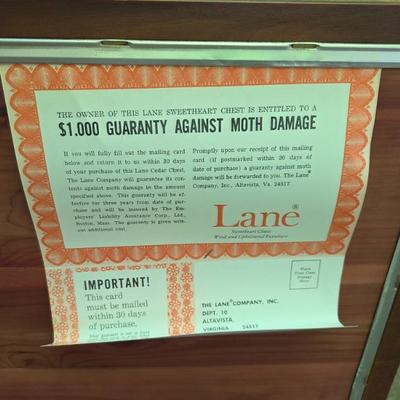 THE OWNER OF THIS LANE SWEETHEART CHEST IS ENTITLED TO A
$1.000 GUARANTY AGAINST MOTH DAMAGE
If you will fully fill out the mailing card
below and return it to us within 30 days
of your purchase of this Lane Cedar Chest,
The Lane Company will guarantee its con-
tents against moth damage in the amount
specified above. This guaranty will be ef-
fective for three years from date of pur-
chase and will be insured by The Em-
ployers' Liability Assurance Corp., Ltd.,
Boston, Mass. The guaranty is given with-
out additional cost.
Promptly upon our receipt of this mailing
card (if postmarked within 30 days of
date of purchase) a guaranty against moth
damage will be forwarded to you. The Lane®
Company, Inc., Altavista, Va. 24517
Lane®
Sweetheart Chests
Wood and Upholstered Furniture
IMPORTANT!
This card
must be mailed
within 30 days
of purchase.
Place
Stamp
Here
THE LANE® COMPANY, INC.
DEPT. 10
ALTAVISTA,
VIRGINIA 24517